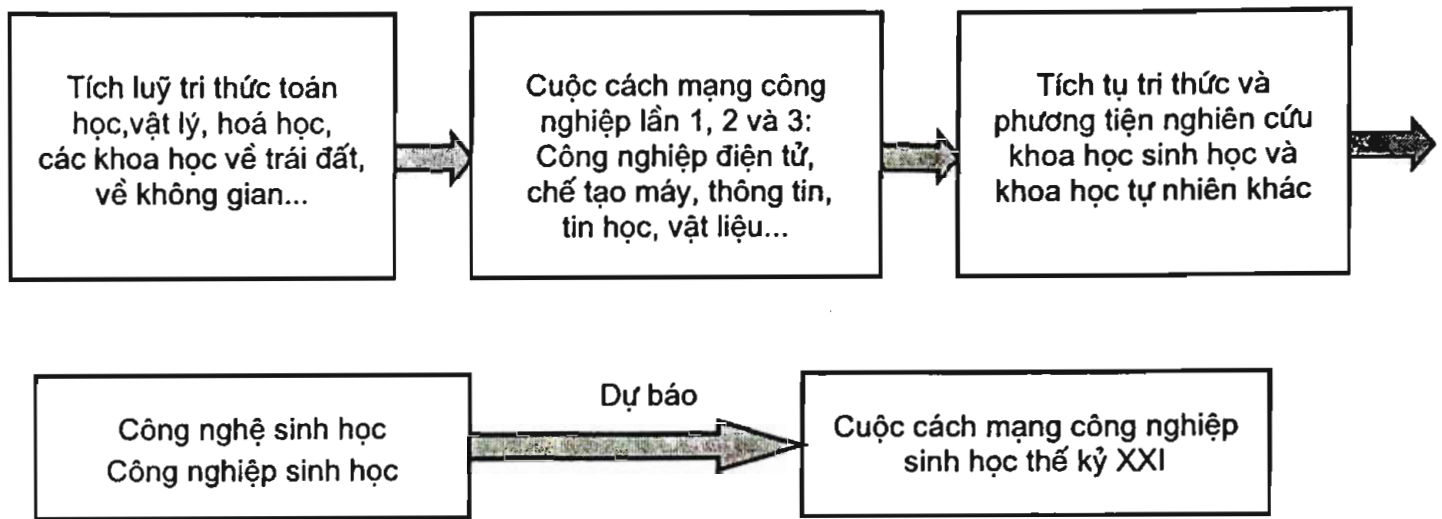 Tích luỹ tri thức toán
học,vật lý, hoá học,
các khoa học về trái đất,
về không gian...
Cuộc cách mạng công
nghiệp lần 1, 2 và 3:
Công nghiệp điện tử,
chế tạo máy, thông tin,
tin học, vật liệu...
Tích tụ tri thức và
phương tiện nghiên cứu
khoa học sinh học và
khoa học tự nhiên khác
Công nghệ sinh học
Công nghiệp sinh học
Dự báo
Cuộc cách mạng công nghiệp
sinh học thế kỷ XXI